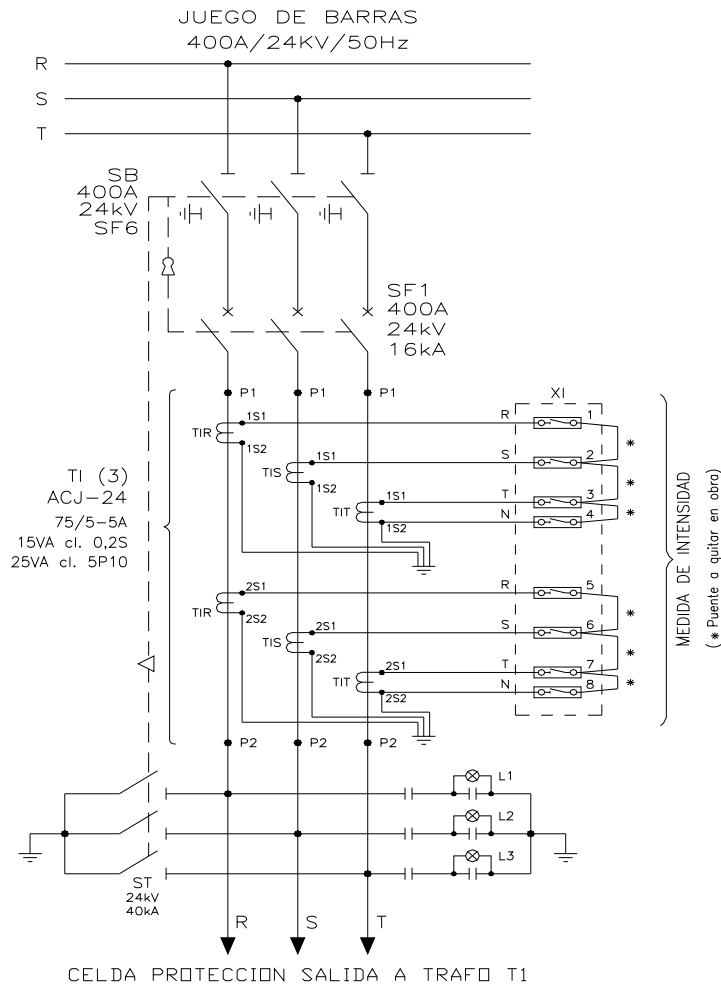 JUEGO DE BARRAS
400A/24KV/50Hz
R
S
T
SB
400A
24kV
SF6
SF1
400A
24kV
16kA
P1
P1
P1
XI
TIR
1S1
1S2
R
1
*
TIS
1S1
1S2
S
2
*
TIT
1S1
1S2
T
3
*
N
4
TI (3)
ACJ-24
75/5-5A
15VA cl. 0,2S
25VA cl. 5P10
TIR
2S1
2S2
R
5
*
TIS
2S1
2S2
S
6
*
TIT
2S1
2S2
T
7
*
N
8
MEDIDA DE INTENSIDAD
(* Puente a quitar en obra)
P2
P2
P2
L1
L2
L3
ST
24kV
40kA
R
S
T
CELDA PROTECCION SALIDA A TRAFO T1